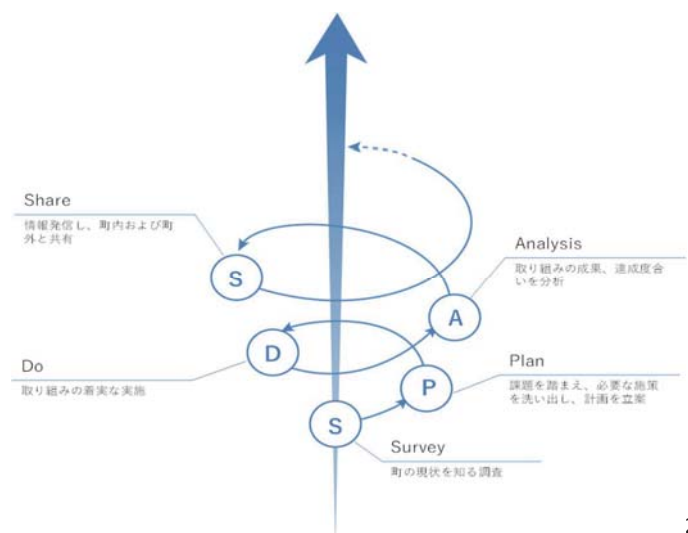 Share
情報発信し、町内および町
外と共有
S
Analysis
取り組みの成果、達成度合
いを分析
A
D
Do
取り組みの着実な実施
Plan
課題を踏まえ、必要な施策
を洗い出し、計画を立案
P
S
Survey
町の現状を知る調査
2